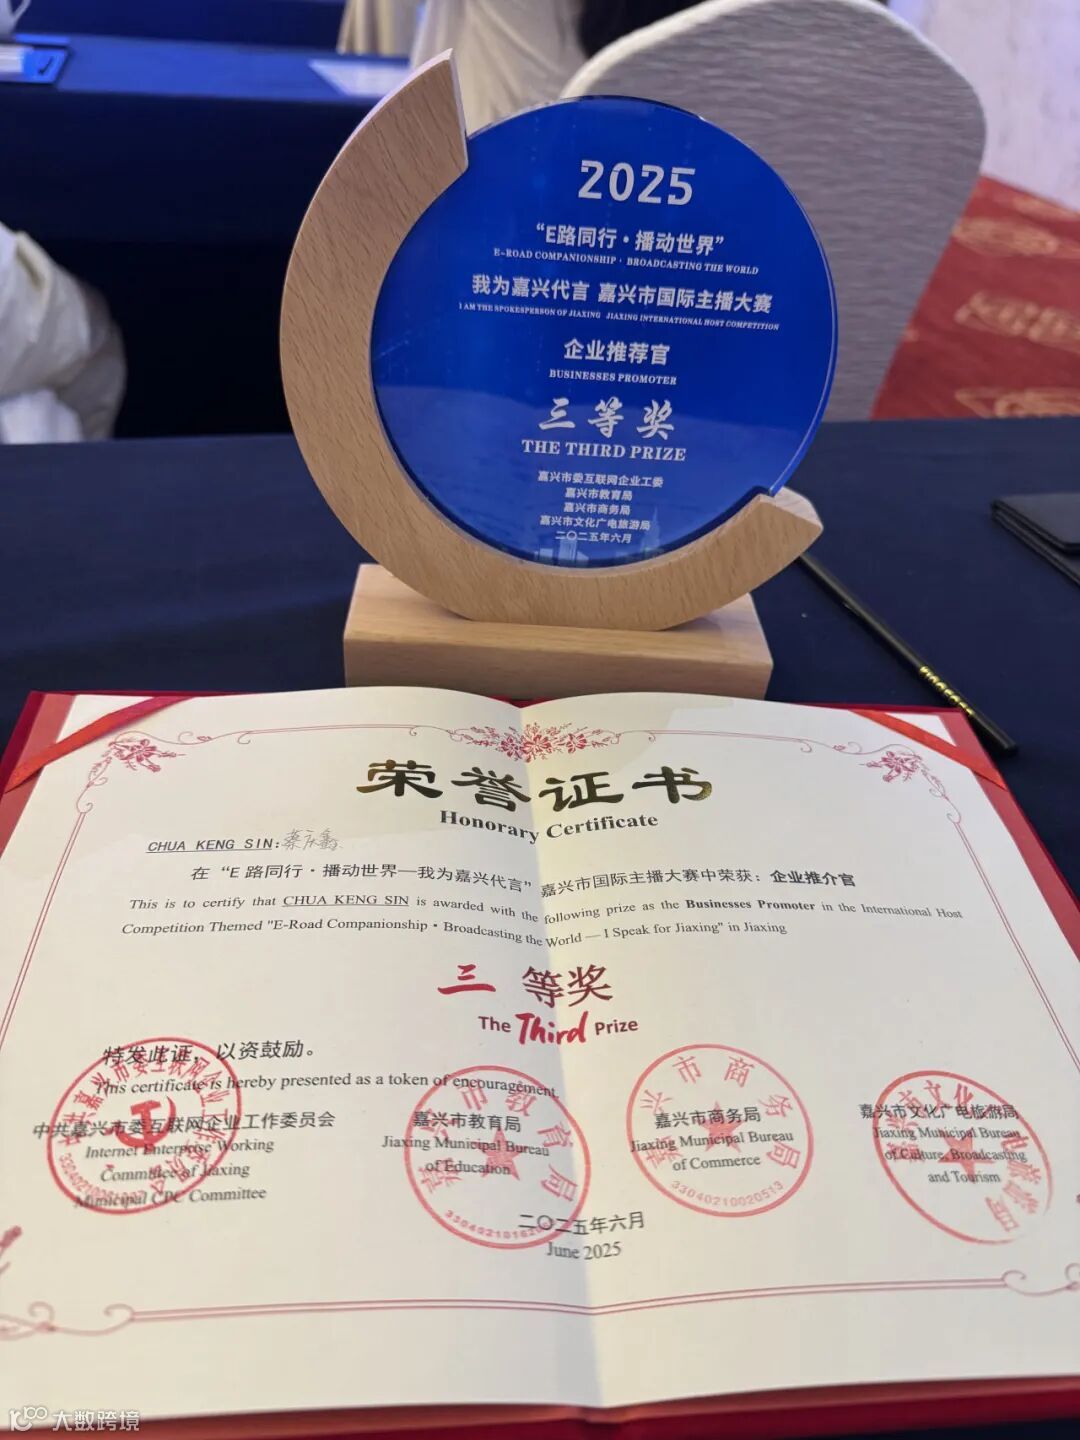 2025
“E路同行·播动世界”
E-ROAD COMPANIONSHIP · BROADCASTING THE WORLD
我为嘉兴代言 嘉兴市国际主播大赛
I AM THE SPOKESPERSON OF JIAXING JIAXING INTERNATIONAL HOST COMPETITION
企业推荐官
BUSINESSES PROMOTER
三等奖
THE THIRD PRIZE
嘉兴市委互联网企业工委
嘉兴市教育局
嘉兴市商务局
嘉兴市文化广电旅游局
二〇二五年六月
荣誉证书
Honorary Certificate
CHUA KENG SIN:
在“E路同行·播动世界—我为嘉兴代言”嘉兴市国际主播大赛中荣获：企业推介官
This is to certify that CHUA KENG SIN is awarded with the following prize as the Businesses Promoter in the International Host
Competition Themed "E-Road Companionship · Broadcasting the World — I Speak for Jiaxing" in Jiaxing
三 等奖
The Third Prize
特发此证，以资鼓励。
This certificate is hereby presented as a token of encouragement.
中共嘉兴市委互联网企业工作委员会
Internet Enterprise Working
Committee of Jiaxing
Municipal CPC Committee
嘉兴市教育局
Jiaxing Municipal Bureau
of Education
嘉兴市商务局
Jiaxing Municipal Bureau
of Commerce
嘉兴市文化广电旅游局
Jiaxing Municipal Bureau
of Culture, Broadcasting
and Tourism
嘉兴市教育局
嘉兴市商务局
33040210020513
二〇二五年六月
June 2025
大数跨境